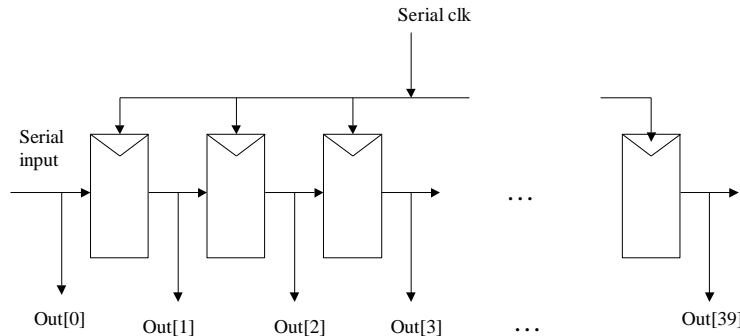 Serial clk
Serial
input
...
Out[0]
Out[1]
Out[2]
Out[3]
...
Out[39]